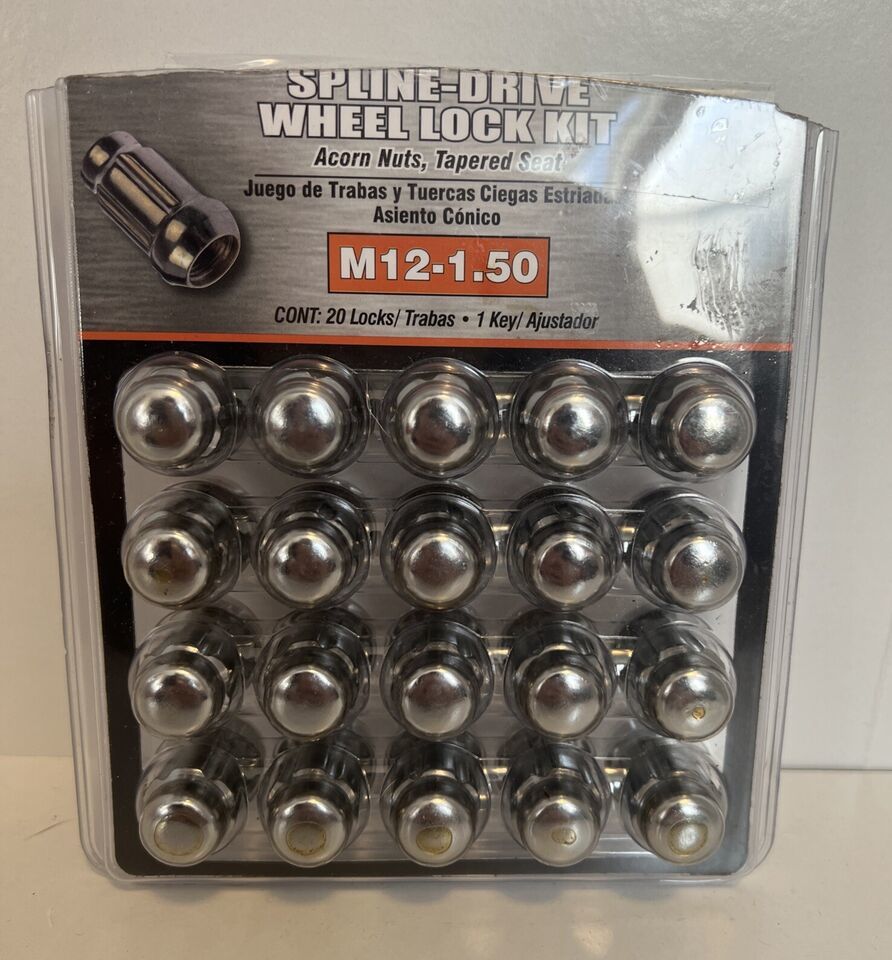 SPLINE-DRIVE
WHEEL LOCK KIT
Acorn Nuts, Tapered Seat
Juego de Trabas y Tuercas Ciegas Estriadas
Asiento Cónico
M12-1.50
CONT: 20 Locks/ Trabas • 1 Key/ Ajustador